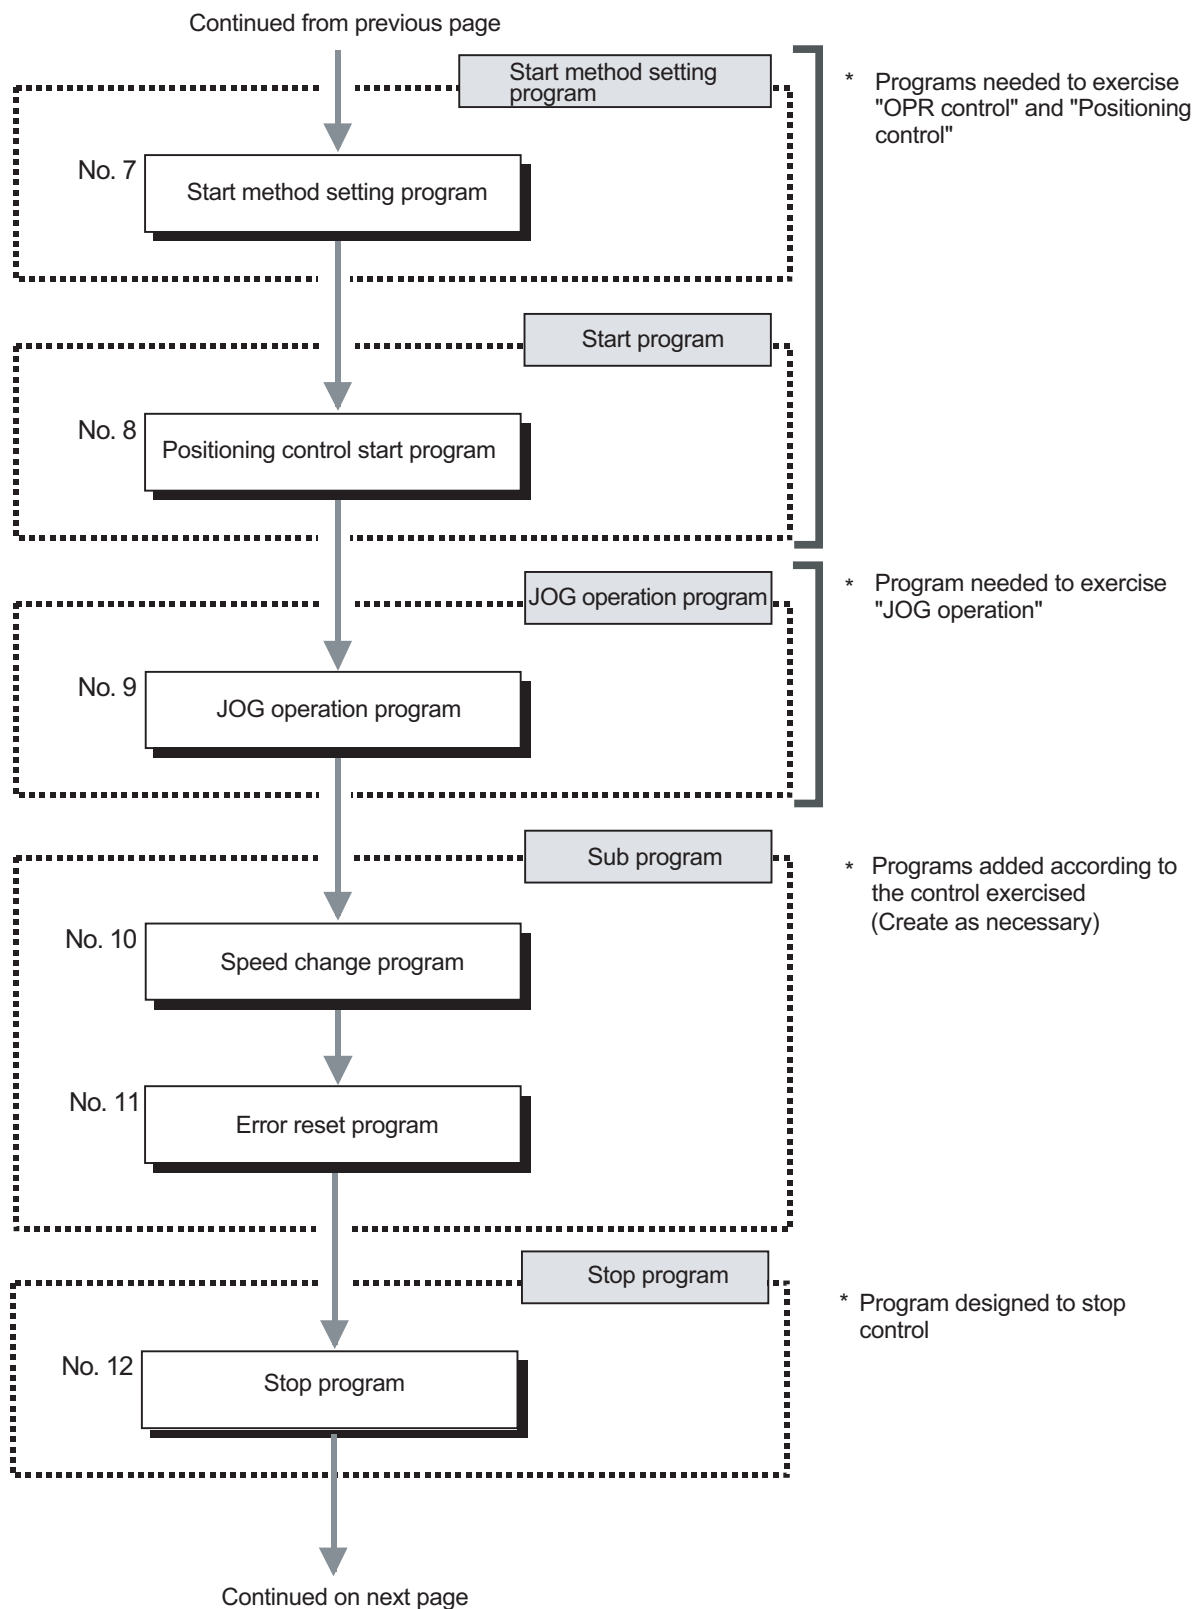 Continued from previous page
Start method setting
program
* Programs needed to exercise
"OPR control" and "Positioning
control"
No. 7
Start method setting program
Start program
No. 8
Positioning control start program
JOG operation program
* Program needed to exercise
"JOG operation"
No. 9
JOG operation program
Sub program
* Programs added according to
the control exercised
(Create as necessary)
No. 10
Speed change program
No. 11
Error reset program
Stop program
* Program designed to stop
control
No. 12
Stop program
Continued on next page